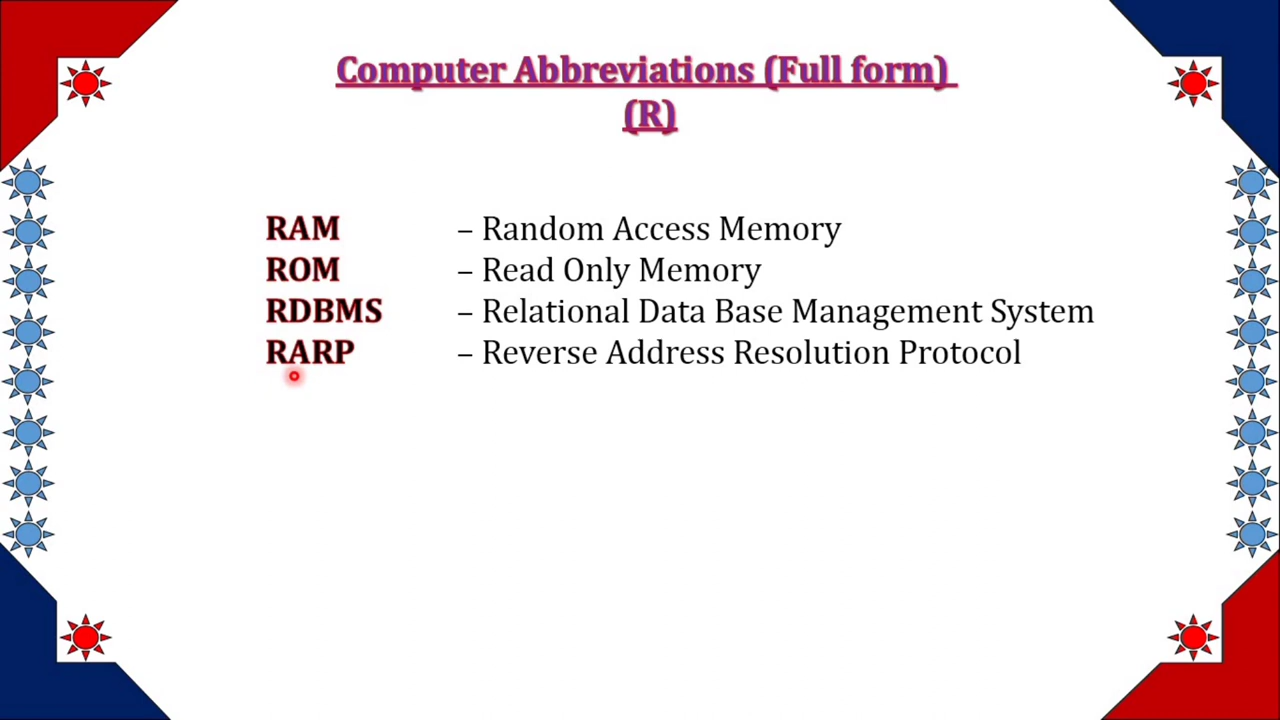 Computer Abbreviations (Full form)
(R)
RAM – Random Access Memory
ROM – Read Only Memory
RDBMS – Relational Data Base Management System
RARP – Reverse Address Resolution Protocol